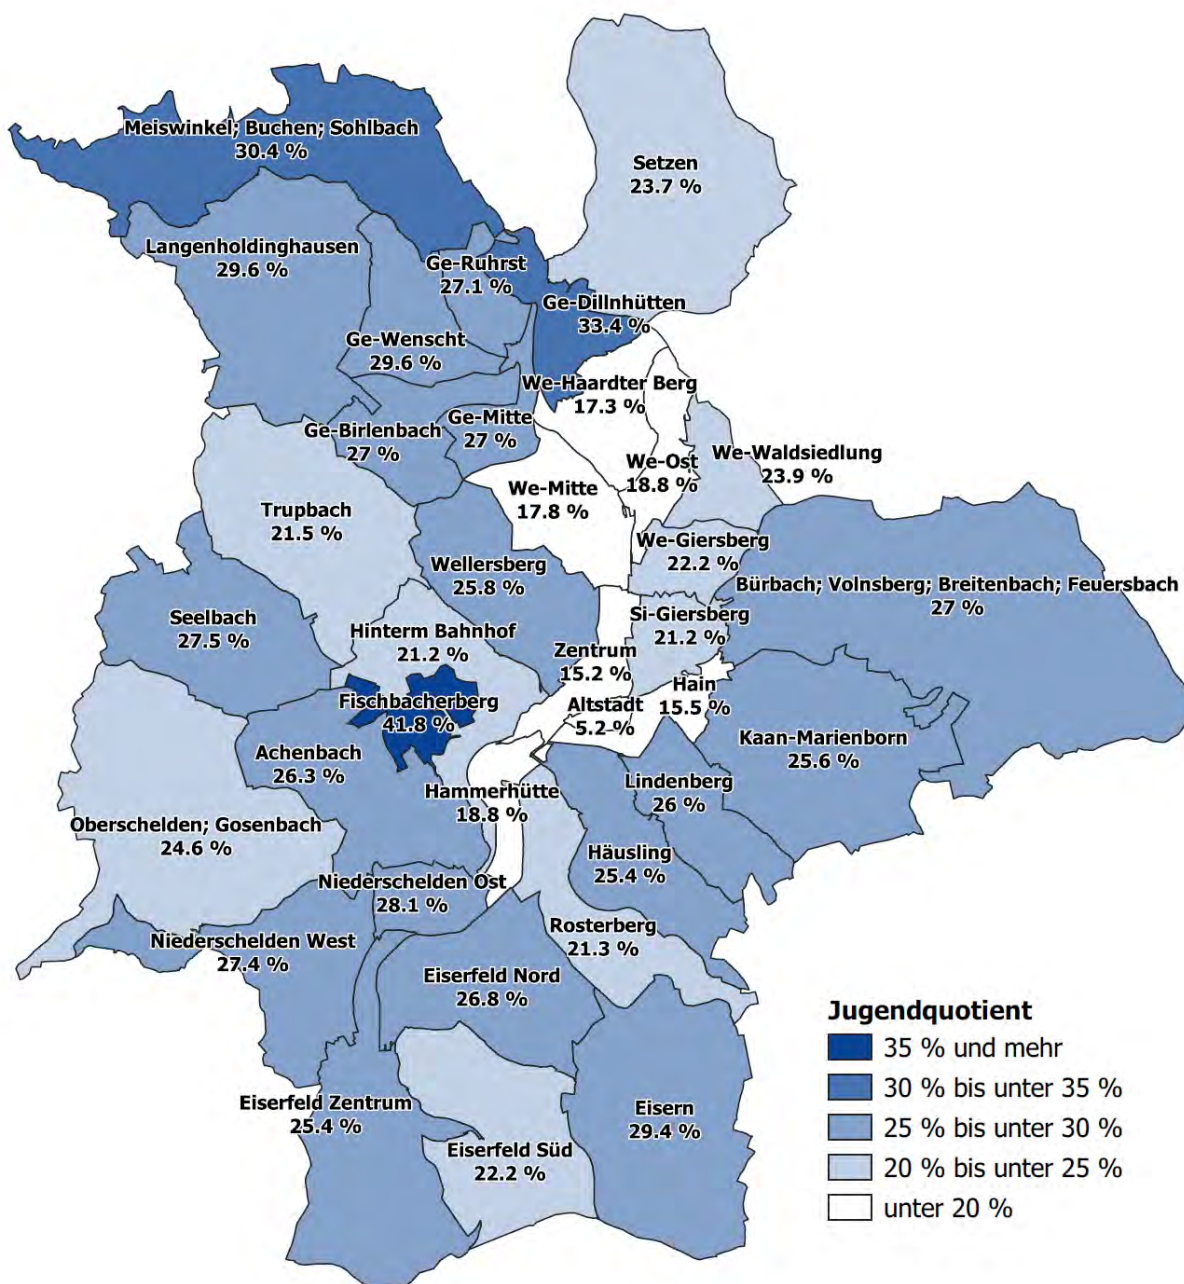 Meiswinkel; Buchen; Sohlbach
30.4 %
Setzen
23.7 %
Langenholdinghausen
29.6 %
Ge-Ruhrst
27.1 %
Ge-Dillnhütten
33.4 %
Ge-Wenscht
29.6 %
We-Haardter Berg
17.3 %
Ge-Mitte
27 %
Ge-Birlenbach
27 %
We-Waldsiedlung
23.9 %
We-Ost
18.8 %
We-Mitte
17.8 %
Trupbach
21.5 %
We-Giersberg
22.2 %
Wellersberg
25.8 %
Bürbach; Volnsberg; Breitenbach; Feuersbach
27 %
Seelbach
27.5 %
Si-Giersberg
21.2 %
Hinterm Bahnhof
21.2 %
Zentrum
15.2 %
Hain
15.5 %
Fischbacherberg
41.8 %
Altstadt
5.2 %
Kaan-Marienborn
25.6 %
Achenbach
26.3 %
Lindenberg
26 %
Hammerhütte
18.8 %
Oberschelden; Gosenbach
24.6 %
Häusling
25.4 %
Niederschelden Ost
28.1 %
Rosterberg
21.3 %
Niederschelden West
27.4 %
Eiserfeld Nord
26.8 %
Eiserfeld Zentrum
25.4 %
Eisern
29.4 %
Eiserfeld Süd
22.2 %
Jugendquotient
35 % und mehr
30 % bis unter 35 %
25 % bis unter 30 %
20 % bis unter 25 %
unter 20 %